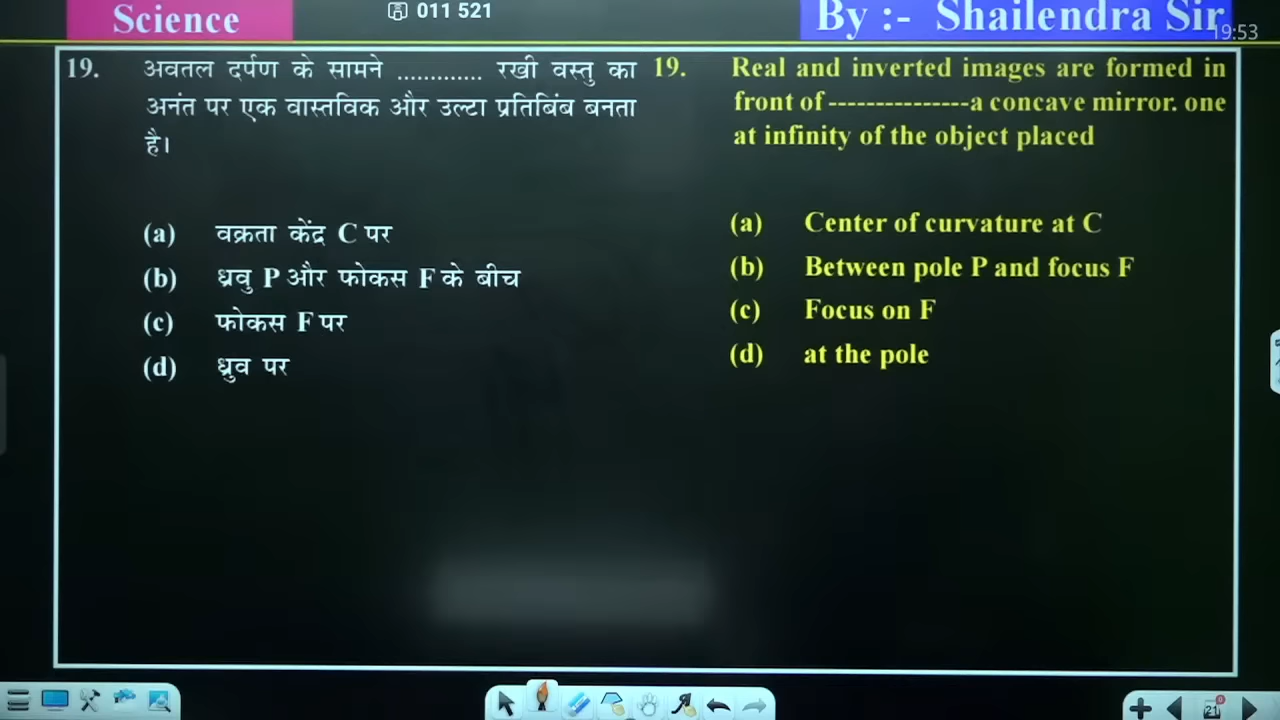 Science
011 521
By :- Shailendra Sir
19:53
19. अवतल दर्पण के सामने ............. रखी वस्तु का
अनंत पर एक वास्तविक और उल्टा प्रतिबिंब बनता
है।
(a) वक्रता केंद्र C पर
(b) ध्रवु P और फोकस F के बीच
(c) फोकस F पर
(d) ध्रुव पर
19. Real and inverted images are formed in
front of ---------------a concave mirror. one
at infinity of the object placed
(a) Center of curvature at C
(b) Between pole P and focus F
(c) Focus on F
(d) at the pole
21